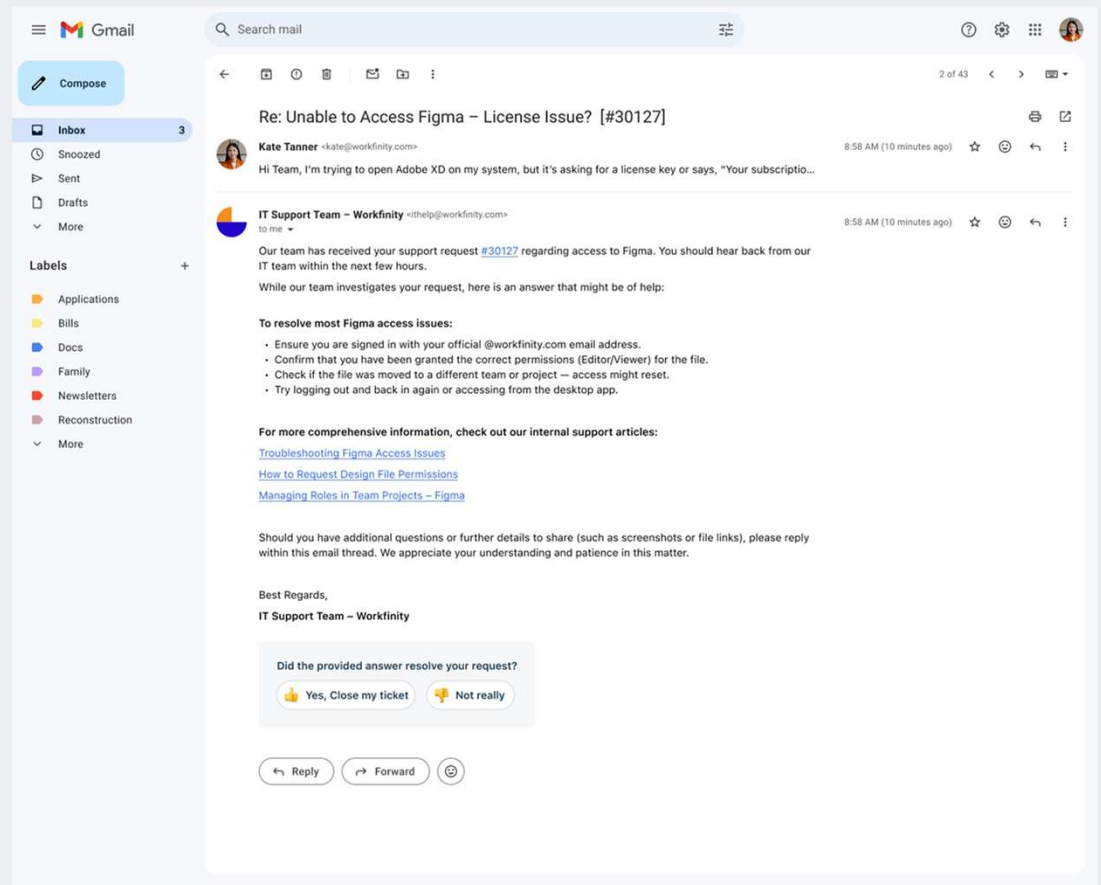 Gmail
Search mail
Compose
2 of 43
Inbox 3
Snoozed
Sent
Drafts
More
Labels +
Applications
Bills
Docs
Family
Newsletters
Reconstruction
More
Re: Unable to Access Figma – License Issue? [#30127]
Kate Tanner <kate@workfinity.com>
8:58 AM (10 minutes ago)
Hi Team, I’m trying to open Adobe XD on my system, but it’s asking for a license key or says, “Your subscriptio...
IT Support Team – Workfinity <ithelp@workfinity.com>
8:58 AM (10 minutes ago)
to me
Our team has received your support request #30127 regarding access to Figma. You should hear back from our
IT team within the next few hours.
While our team investigates your request, here is an answer that might be of help:
To resolve most Figma access issues:
• Ensure you are signed in with your official @workfinity.com email address.
• Confirm that you have been granted the correct permissions (Editor/Viewer) for the file.
• Check if the file was moved to a different team or project — access might reset.
• Try logging out and back in again or accessing from the desktop app.
For more comprehensive information, check out our internal support articles:
Troubleshooting Figma Access Issues
How to Request Design File Permissions
Managing Roles in Team Projects – Figma
Should you have additional questions or further details to share (such as screenshots or file links), please reply
within this email thread. We appreciate your understanding and patience in this matter.
Best Regards,
IT Support Team – Workfinity
Did the provided answer resolve your request?
👍 Yes, Close my ticket
👎 Not really
Reply
Forward